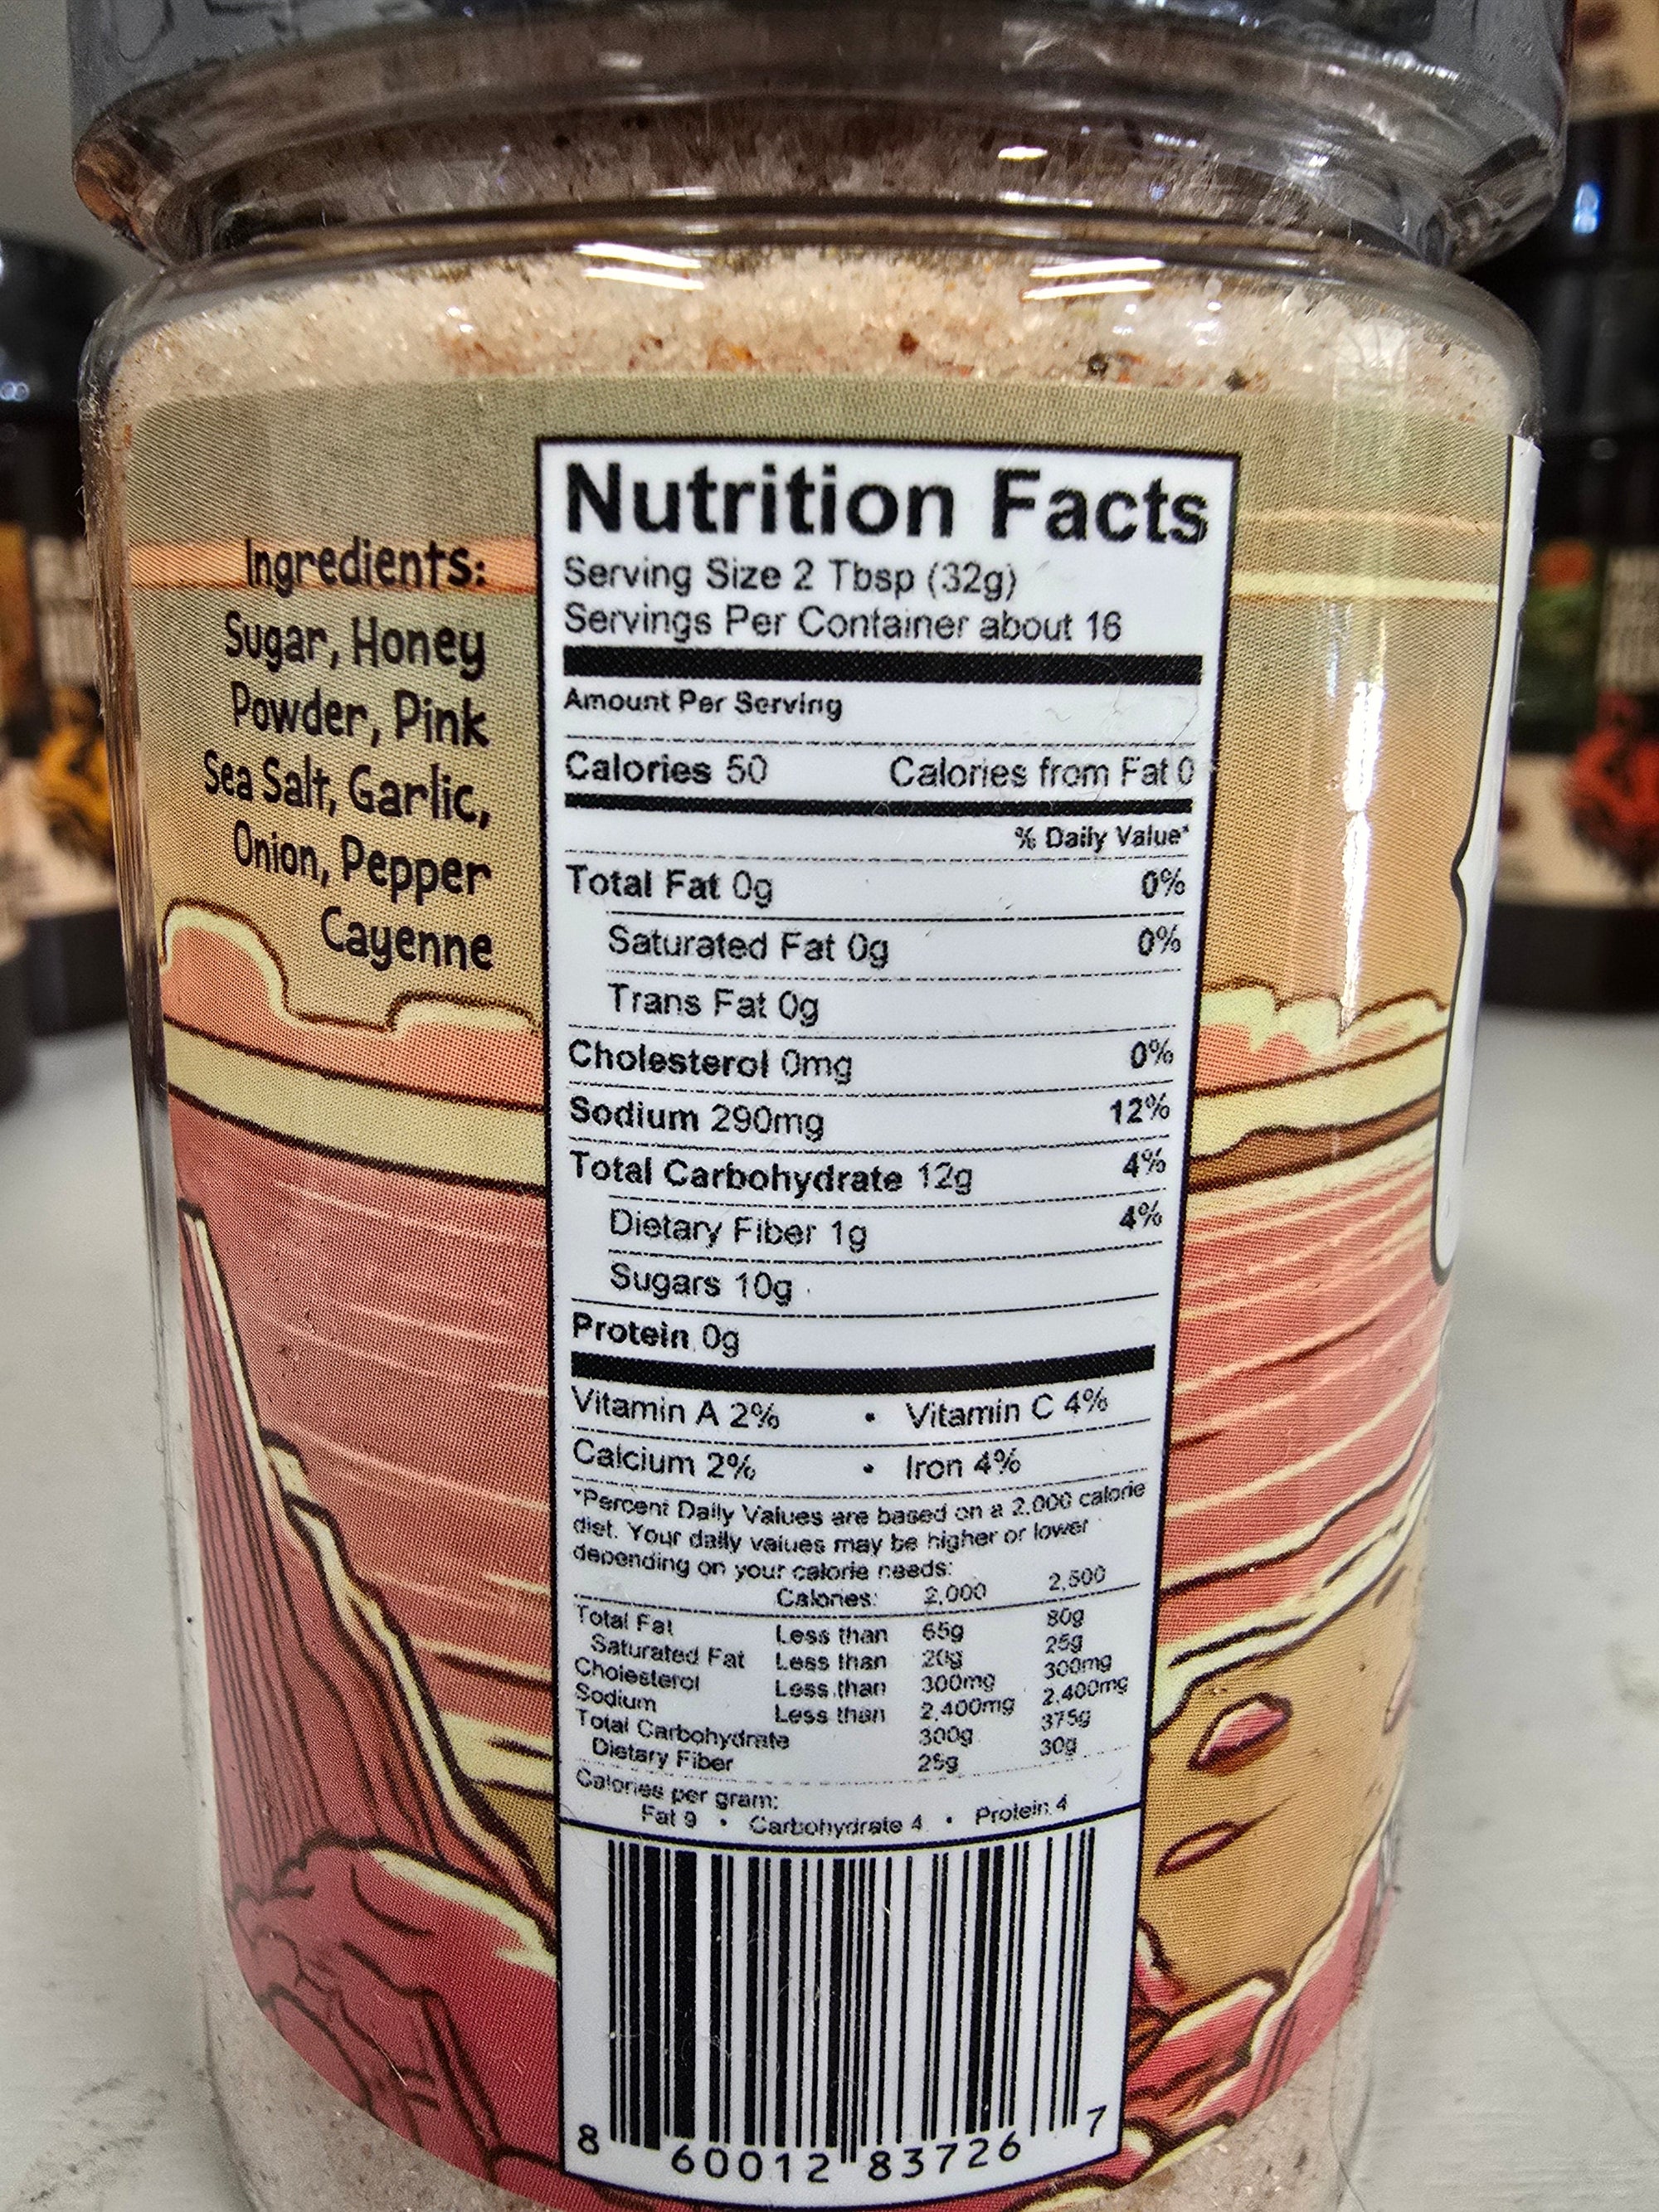 Ingredients:
Sugar, Honey
Powder, Pink
Sea Salt, Garlic,
Onion, Pepper
Cayenne
Nutrition Facts
Serving Size 2 Tbsp (32g)
Servings Per Container about 16
Amount Per Serving
Calories 50 Calories from Fat 0
% Daily Value*
Total Fat 0g 0%
Saturated Fat 0g 0%
Trans Fat 0g
Cholesterol 0mg 0%
Sodium 290mg 12%
Total Carbohydrate 12g 4%
Dietary Fiber 1g 4%
Sugars 10g
Protein 0g
Vitamin A 2% • Vitamin C 4%
Calcium 2% • Iron 4%
*Percent Daily Values are based on a 2,000 calorie
diet. Your daily values may be higher or lower
depending on your calorie needs:
Calories: 2,000 2,500
Total Fat Less than 65g 80g
Saturated Fat Less than 20g 25g
Cholesterol Less than 300mg 300mg
Sodium Less than 2,400mg 2,400mg
Total Carbohydrate 300g 375g
Dietary Fiber 25g 30g
Calories per gram:
Fat 9 • Carbohydrate 4 • Protein 4
8 60012 83726 7